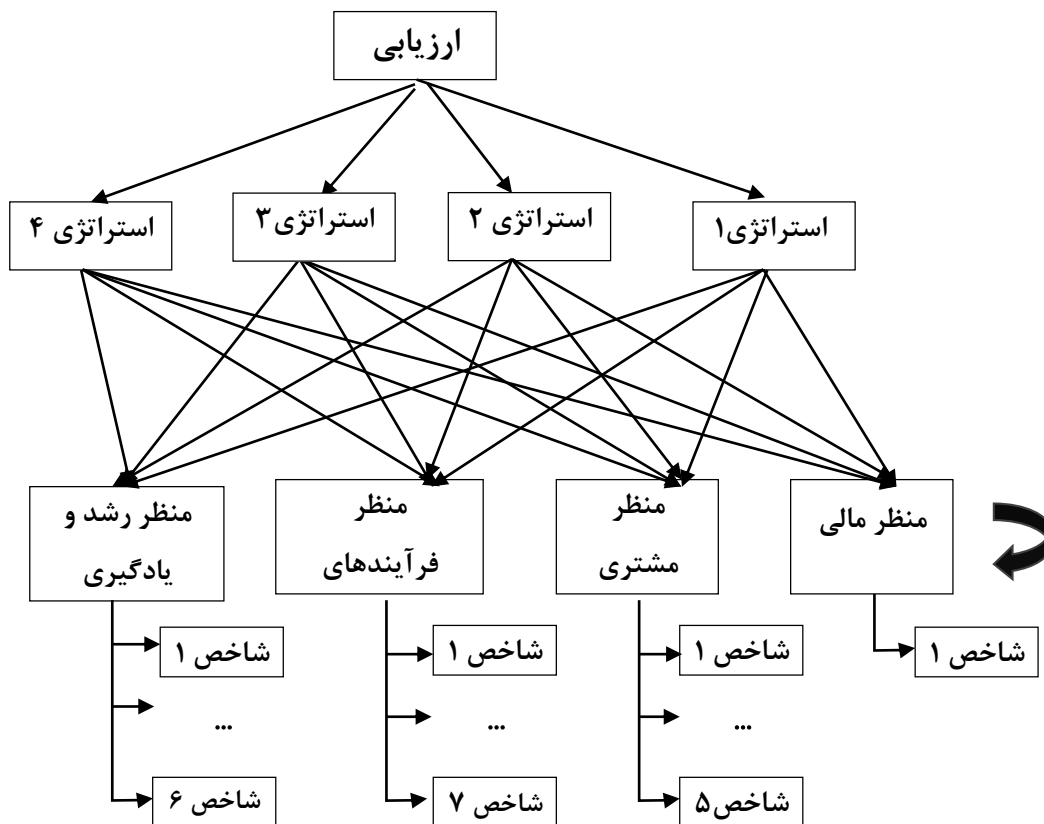 ارزیابی
استراتژی۱
استراتژی ۲
استراتژی۳
استراتژی ۴
منظر مالی
منظر
مشتری
منظر
فرآیندهای
منظر رشد و
یادگیری
شاخص ۱
شاخص ۱
شاخص ۱
شاخص ۱
...
...
...
شاخص۵
شاخص ۷
شاخص ۶